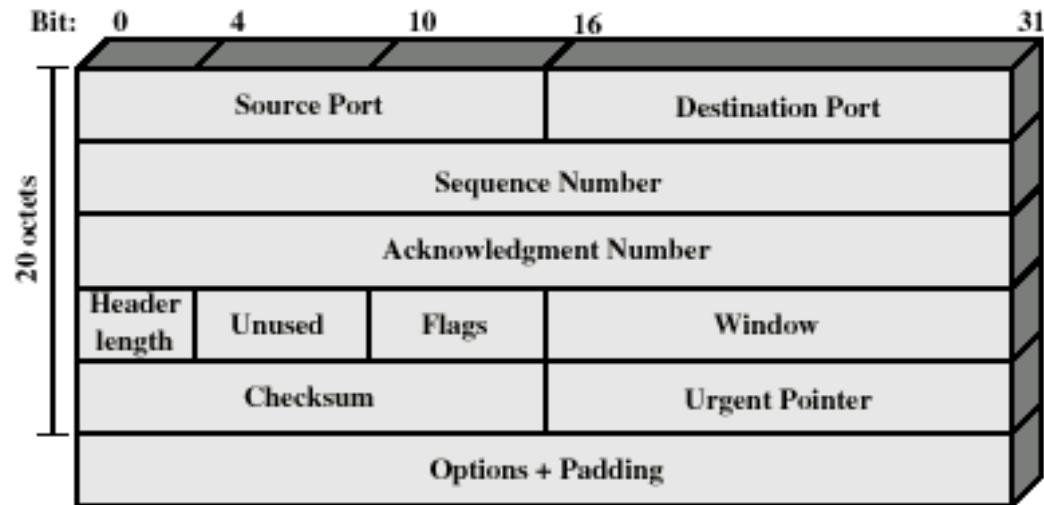 Bit: 0 4 10 16 31
Source Port Destination Port
Sequence Number
Acknowledgment Number
Header
length Unused Flags Window
Checksum Urgent Pointer
Options + Padding
20 octets